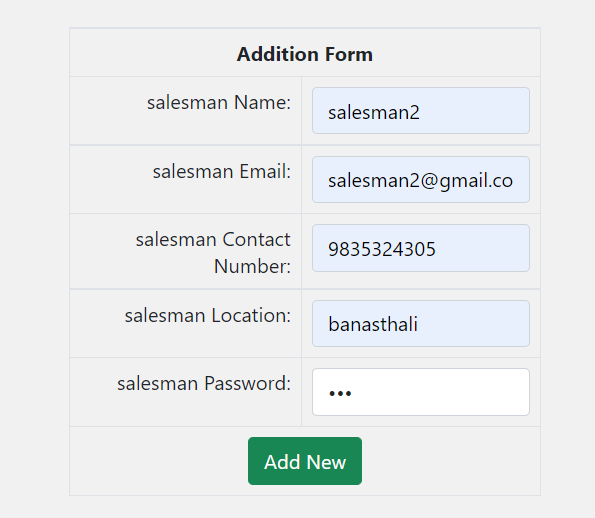 Addition Form
salesman Name:
salesman2
salesman Email:
salesman2@gmail.co
salesman Contact
Number:
9835324305
salesman Location:
banasthali
salesman Password:
•••
Add New